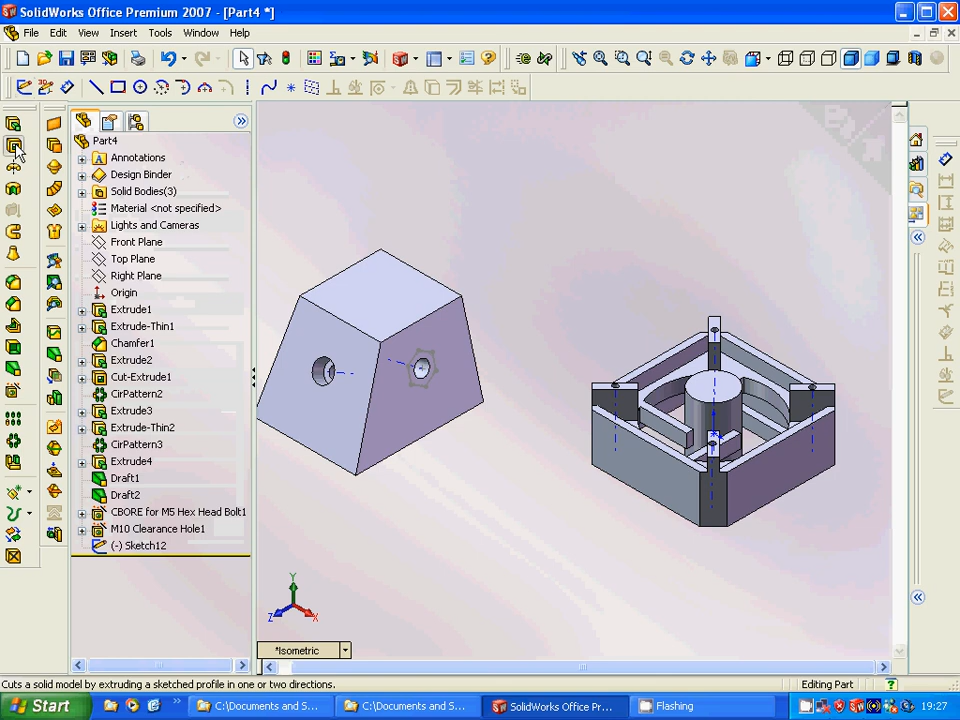 SolidWorks Office Premium 2007 - [Part4 *]
File Edit View Insert Tools Window Help
Part4
Annotations
Design Binder
Solid Bodies(3)
Material <not specified>
Lights and Cameras
Front Plane
Top Plane
Right Plane
Origin
Extrude1
Extrude-Thin1
Chamfer1
Extrude2
Cut-Extrude1
CirPattern2
Extrude3
Extrude-Thin2
CirPattern3
Extrude4
Draft1
Draft2
CBORE for M5 Hex Head Bolt1
M10 Clearance Hole1
(-) Sketch12
Y
Z
X
*Isometric
Cuts a solid model by extruding a sketched profile in one or two directions.
Editing Part
Start
C:\Documents and S...
C:\Documents and S...
SolidWorks Office Pr...
Flashing
19:27